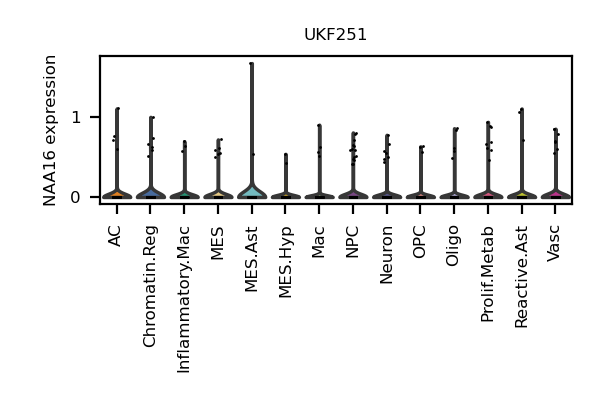 UKF251
NAA16 expression
1
0
AC
Chromatin.Reg
Inflammatory.Mac
MES
MES.Ast
MES.Hyp
Mac
NPC
Neuron
OPC
Oligo
Prolif.Metab
Reactive.Ast
Vasc